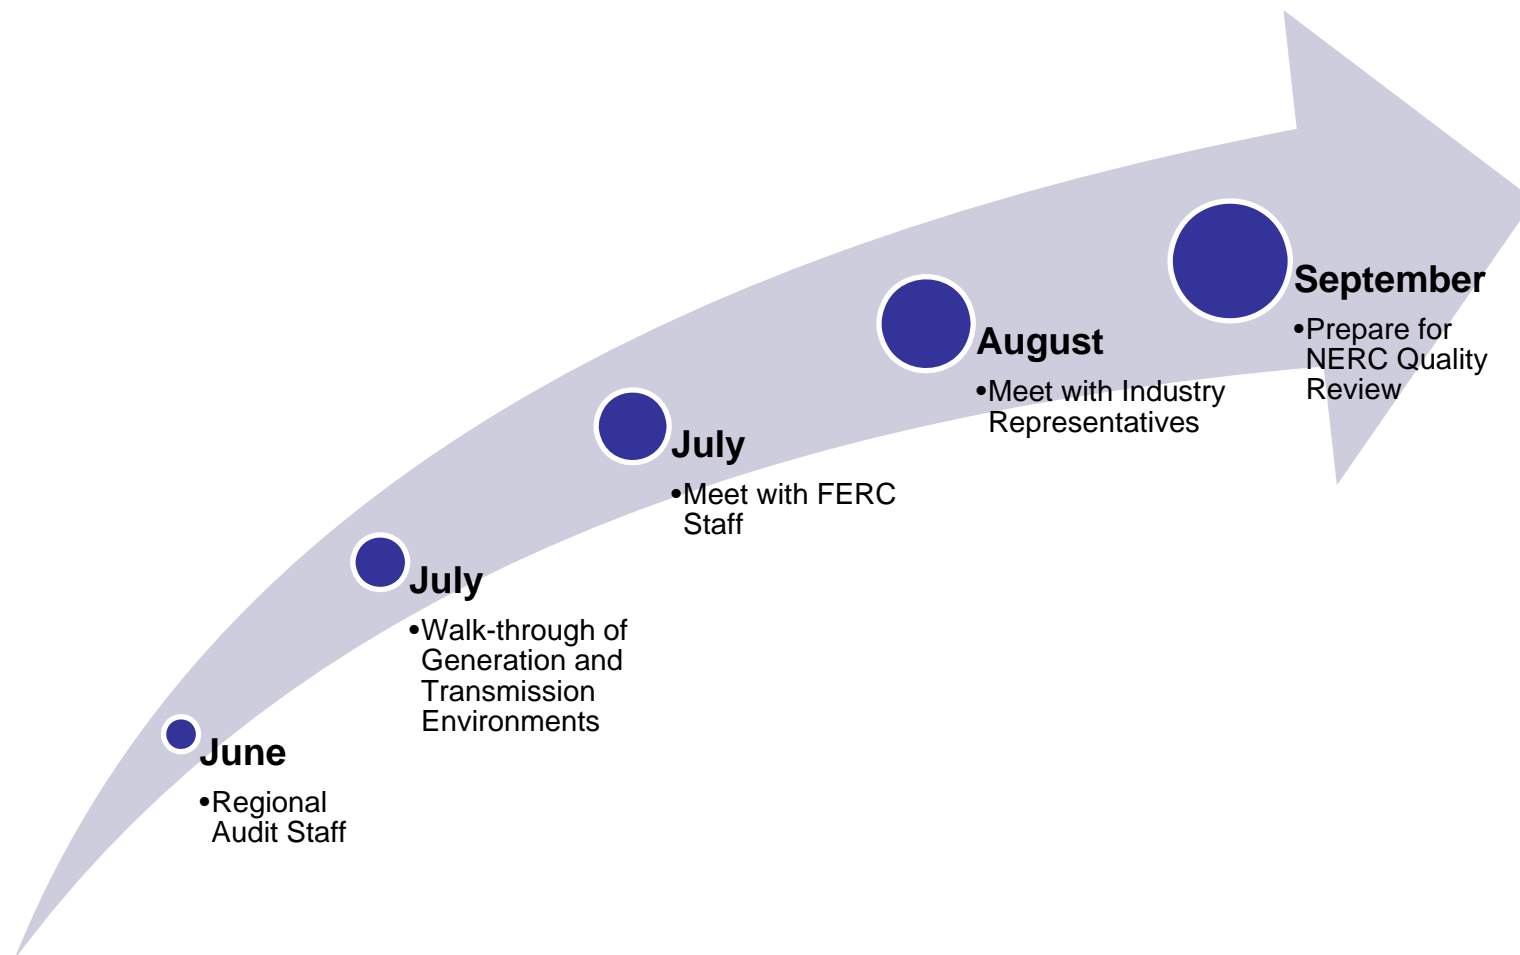 June
•Regional
Audit Staff
July
•Walk-through of
Generation and
Transmission
Environments
July
•Meet with FERC
Staff
August
•Meet with Industry
Representatives
September
•Prepare for
NERC Quality
Review